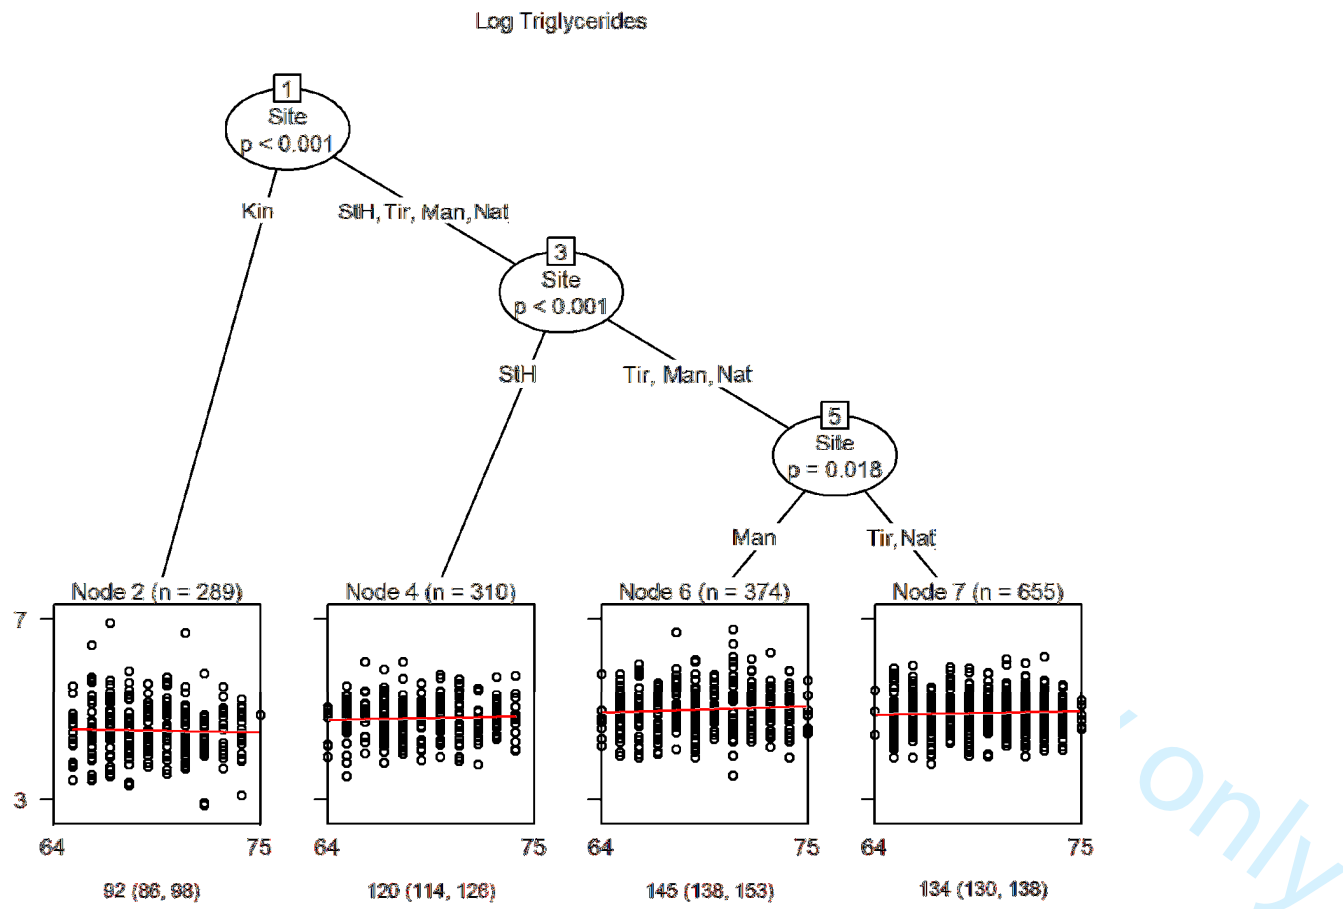 Log Triglycerides
1
Site
p < 0.001
Kin
StH, Tir, Man, Nat
3
Site
p < 0.001
StH
Tir, Man, Nat
5
Site
p = 0.018
Man
Tir, Nat
Node 2 (n = 289)
Node 4 (n = 310)
Node 6 (n = 374)
Node 7 (n = 655)
7
3
64 75
64 75
64 75
64 75
92 (86, 98)
120 (114, 126)
145 (138, 153)
134 (130, 138)
only